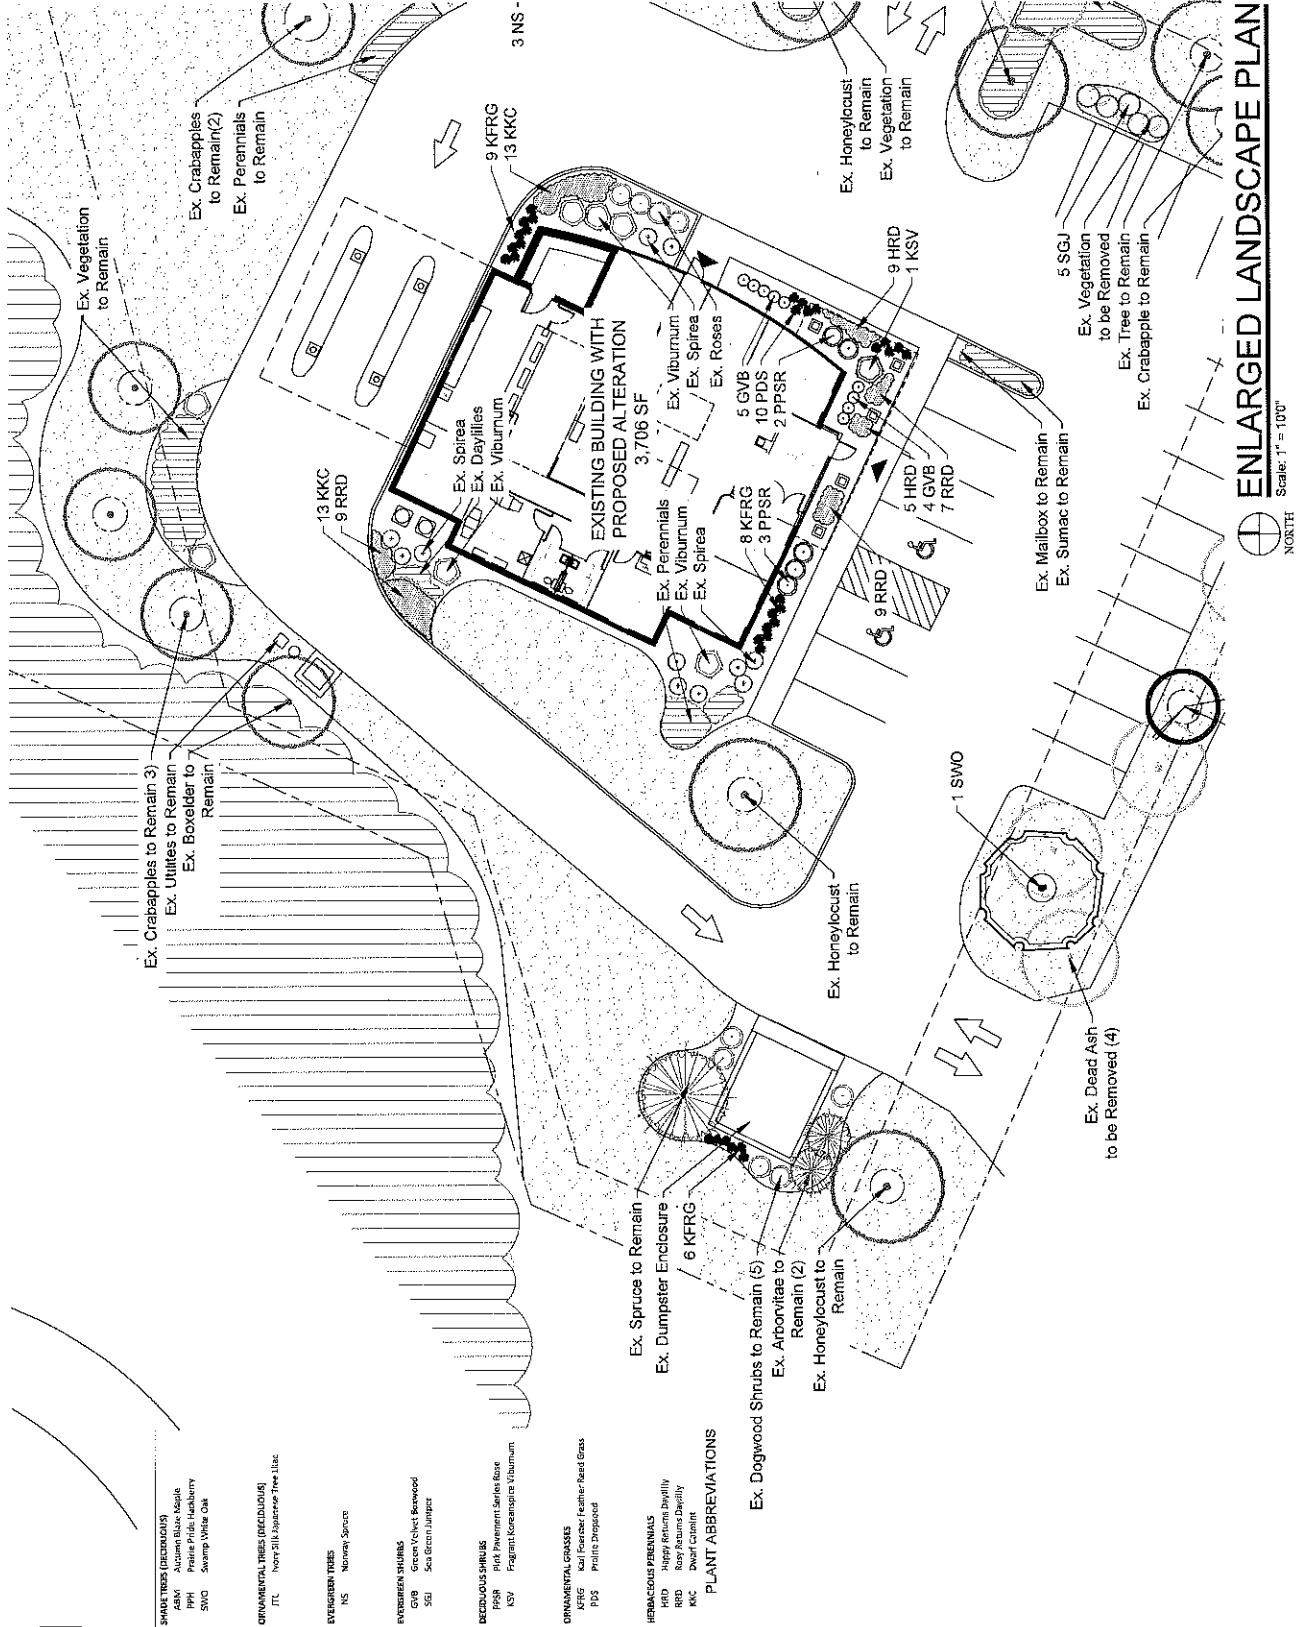 ENLARGED LANDSCAPE PLAN
Scale: 1" = 10'0"
NORTH
Ex. Vegetation
to Remain
Ex. Crabapples
to Remain(2)
Ex. Perennials
to Remain
3 NS -
9 KFRG
13 KKC
Ex. Honeylocust
to Remain
Ex. Vegetation
to Remain
5 SGJ
Ex. Vegetation
to be Removed
Ex. Tree to Remain
Ex. Crabapple to Remain
13 KKC
9 RRD
Ex. Spirea
Ex. Daylilies
Ex. Viburnum
EXISTING BUILDING WITH
PROPOSED ALTERATION
3,706 SF
Ex. Viburnum
Ex. Spirea
Ex. Roses
5 GVB
10 PDS
2 PPSR
9 HRD
1 KSV
Ex. Perennials
Ex. Viburnum
Ex. Spirea
8 KFRG
3 PPSR
5 HRD
4 GVB
7 RRD
9 RRD
Ex. Mailbox to Remain
Ex. Sumac to Remain
Ex. Crabapples to Remain 3)
Ex. Utilites to Remain
Ex. Boxelder to
Remain
Ex. Honeylocust
to Remain
1 SWO
Ex. Dead Ash
to be Removed (4)
Ex. Spruce to Remain
Ex. Dumpster Enclosure
6 KFRG
Ex. Dogwood Shrubs to Remain (5)
Ex. Arborvitae to
Remain (2)
Ex. Honeylocust to
Remain
SHADE TREES (DECIDUOUS)
ABM Autumn Blaze Maple
PPH Prairie Pride Hackberry
SWO Swamp White Oak
ORNAMENTAL TREES (DECIDUOUS)
JTL Ivory Silk Japanese Tree Lilac
EVERGREEN TREES
NS Norway Spruce
EVERGREEN SHRUBS
GVB Green Velvet Boxwood
SGJ Sea Green Juniper
DECIDUOUS SHRUBS
PPSR Pink Pavement Series Rose
KSV Fragrant Koreanspice Viburnum
ORNAMENTAL GRASSES
KFRG Karl Foerster Feather Reed Grass
PDS Prairie Dropseed
HERBACEOUS PERENNIALS
HRD Happy Returns Daylily
RRD Rosy Returns Daylily
KKC Dwarf Catmint
PLANT ABBREVIATIONS